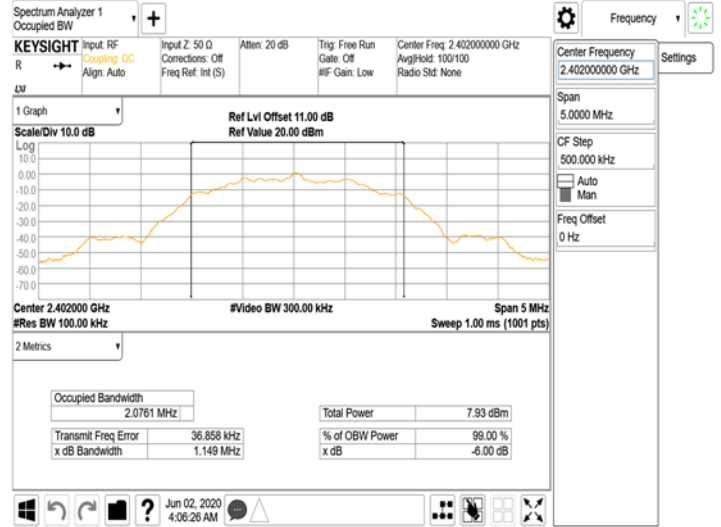 Spectrum Analyzer 1
Occupied BW
+
Frequency
KEYSIGHT
R
Input: RF
Coupling: DC
Align: Auto
Input Z: 50 Ω
Corrections: Off
Freq Ref: Int (S)
Atten: 20 dB
Trig: Free Run
Gate: Off
#IF Gain: Low
Center Freq: 2.402000000 GHz
Avg|Hold: 100/100
Radio Std: None
Center Frequency
2.402000000 GHz
Settings
Span
5.0000 MHz
CF Step
500.000 kHz
Auto
Man
Freq Offset
0 Hz
1 Graph
Scale/Div 10.0 dB
Ref Lvl Offset 11.00 dB
Ref Value 20.00 dBm
Log
10.0
0.00
-10.0
-20.0
-30.0
-40.0
-50.0
-60.0
-70.0
Center 2.402000 GHz
#Res BW 100.00 kHz
#Video BW 300.00 kHz
Span 5 MHz
Sweep 1.00 ms (1001 pts)
2 Metrics
Occupied Bandwidth
2.0761 MHz
Total Power 7.93 dBm
Transmit Freq Error 36.858 kHz
% of OBW Power 99.00 %
x dB Bandwidth 1.149 MHz
x dB -6.00 dB
?
Jun 02, 2020
4:06:26 AM